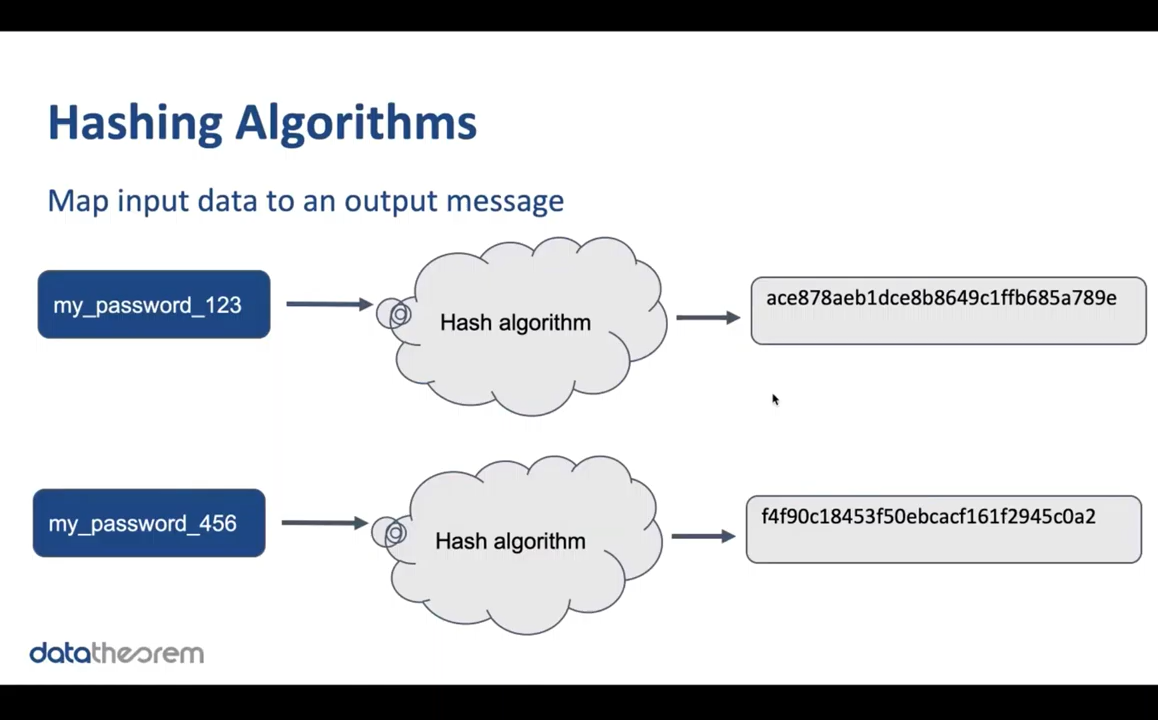 Hashing Algorithms
Map input data to an output message
my_password_123
Hash algorithm
ace878aeb1dce8b8649c1ffb685a789e
my_password_456
Hash algorithm
f4f90c18453f50ebcacf161f2945c0a2
datatheorem